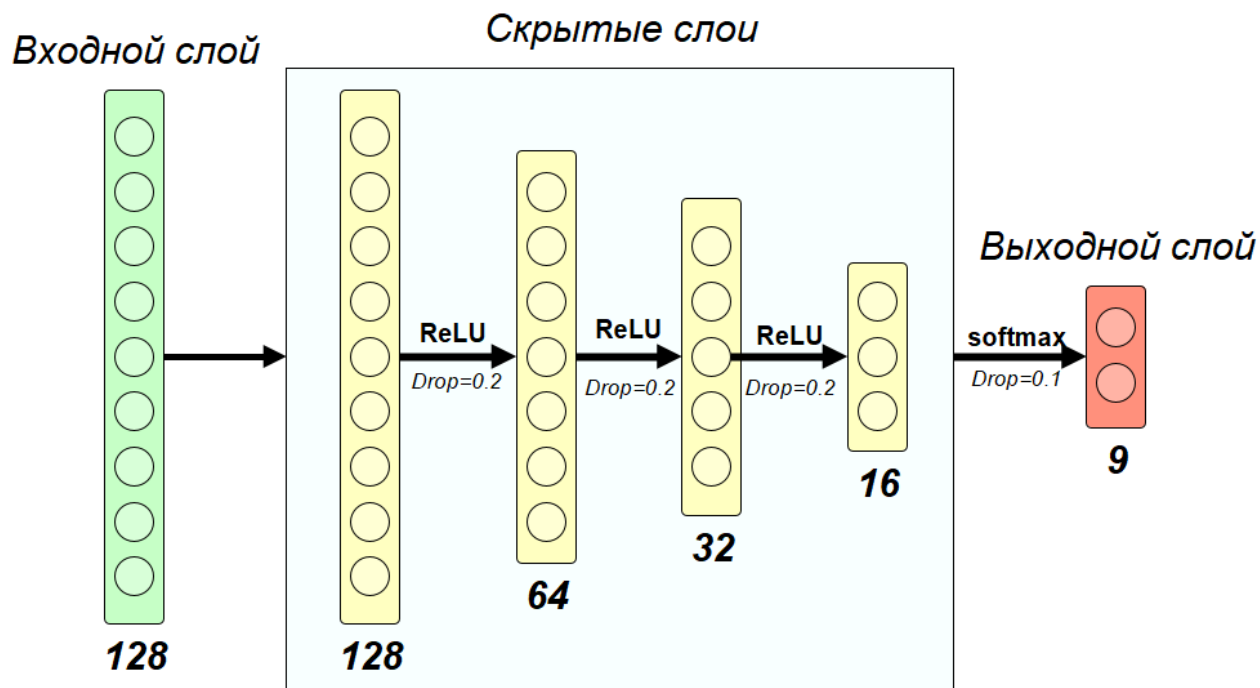 Входной слой
Скрытые слои
Выходной слой
ReLU
Drop=0.2
ReLU
Drop=0.2
ReLU
Drop=0.2
softmax
Drop=0.1
128
128
64
32
16
9